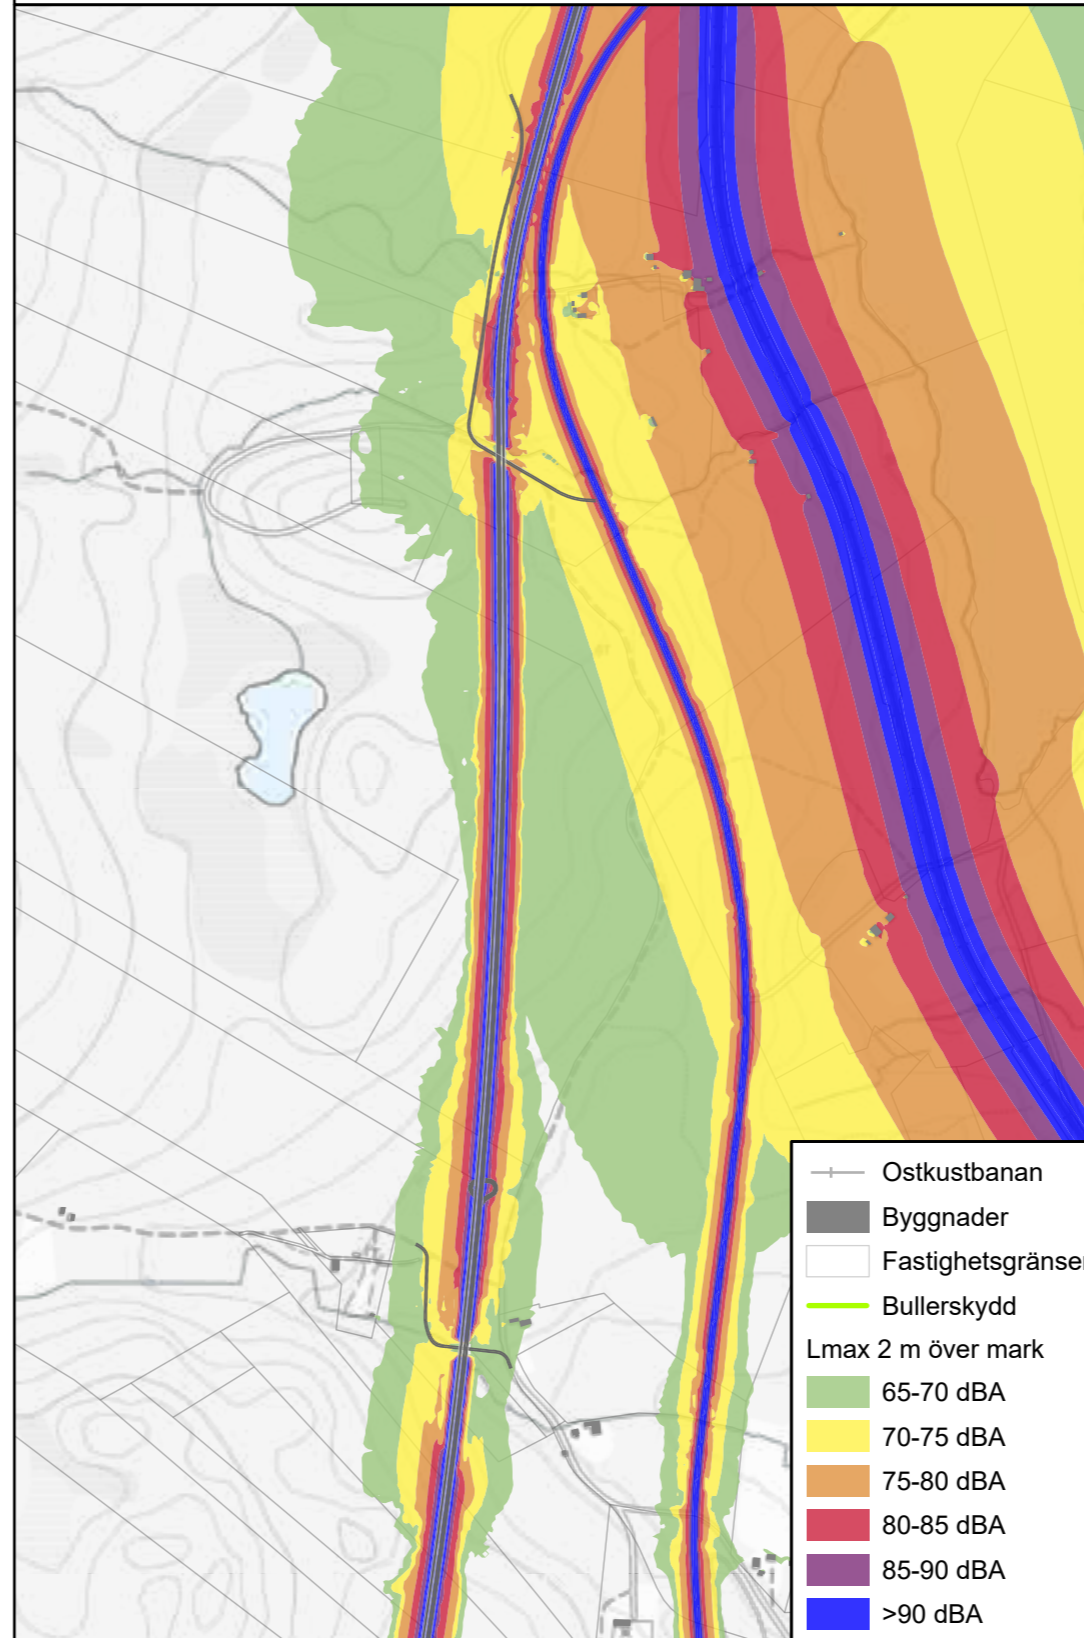 Ostkustbanan
Byggnader
Fastighetsgränser
Bullerskydd
Lmax 2 m över mark
65-70 dBA
70-75 dBA
75-80 dBA
80-85 dBA
85-90 dBA
>90 dBA